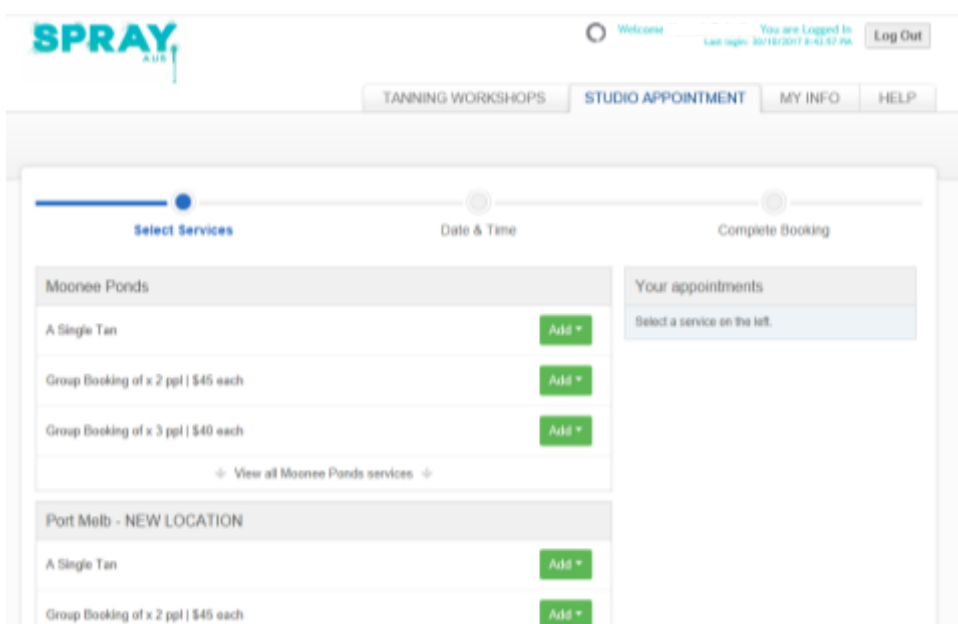 SPRAY.
AUS
Welcome
You are Logged In
Last login: 2017
Log Out
TANNING WORKSHOPS
STUDIO APPOINTMENT
MY INFO
HELP
Select Services
Date & Time
Complete Booking
Moonee Ponds
A Single Tan
Add
Group Booking of x 2 ppl | $45 each
Add
Group Booking of x 3 ppl | $40 each
Add
View all Moonee Ponds services
Port Melb - NEW LOCATION
A Single Tan
Add
Group Booking of x 2 ppl | $45 each
Add
Your appointments
Select a service on the left.